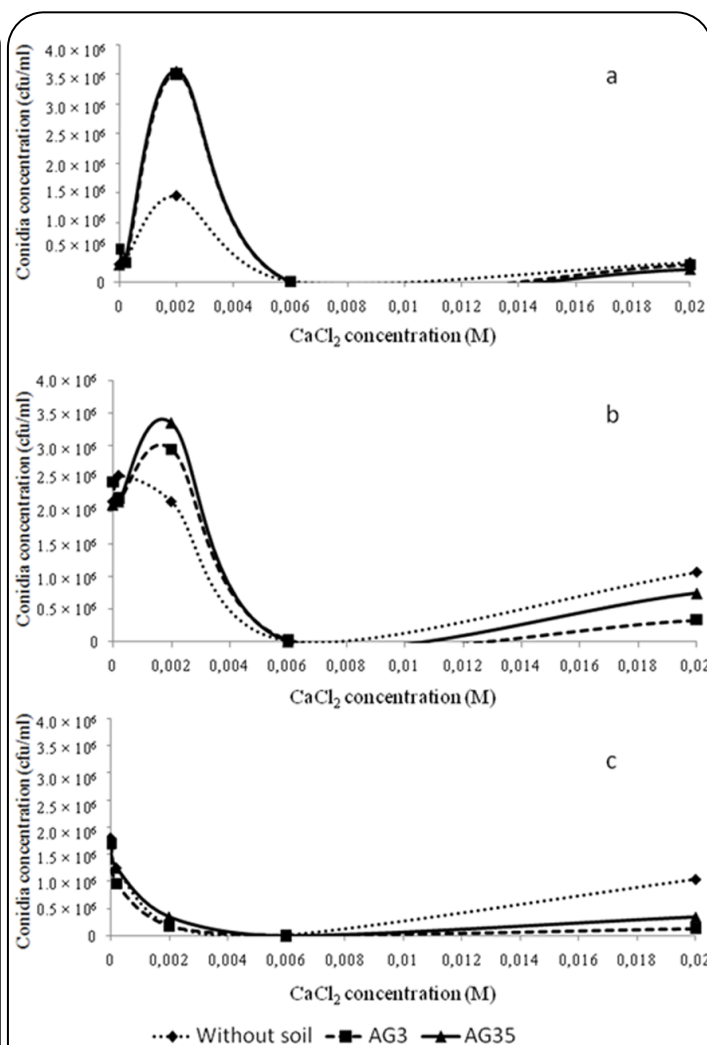 a
Conidia concentration (cfu/ml)
4.0 × 10⁶
3.5 × 10⁶
3.0 × 10⁶
2.5 × 10⁶
2.0 × 10⁶
1.5 × 10⁶
1.0 × 10⁶
0.5 × 10⁶
0
0 0,002 0,004 0,006 0,008 0,01 0,012 0,014 0,016 0,018 0,02
CaCl₂ concentration (M)
b
Conidia concentration (cfu/ml)
4.0 × 10⁶
3.5 × 10⁶
3.0 × 10⁶
2.5 × 10⁶
2.0 × 10⁶
1.5 × 10⁶
1.0 × 10⁶
0.5 × 10⁶
0
0 0,002 0,004 0,006 0,008 0,01 0,012 0,014 0,016 0,018 0,02
CaCl₂ concentration (M)
c
Conidia concentration (cfu/ml)
4.0 × 10⁶
3.5 × 10⁶
3.0 × 10⁶
2.5 × 10⁶
2.0 × 10⁶
1.5 × 10⁶
1.0 × 10⁶
0.5 × 10⁶
0
0 0,002 0,004 0,006 0,008 0,01 0,012 0,014 0,016 0,018 0,02
CaCl₂ concentration (M)
Without soil AG3 AG35